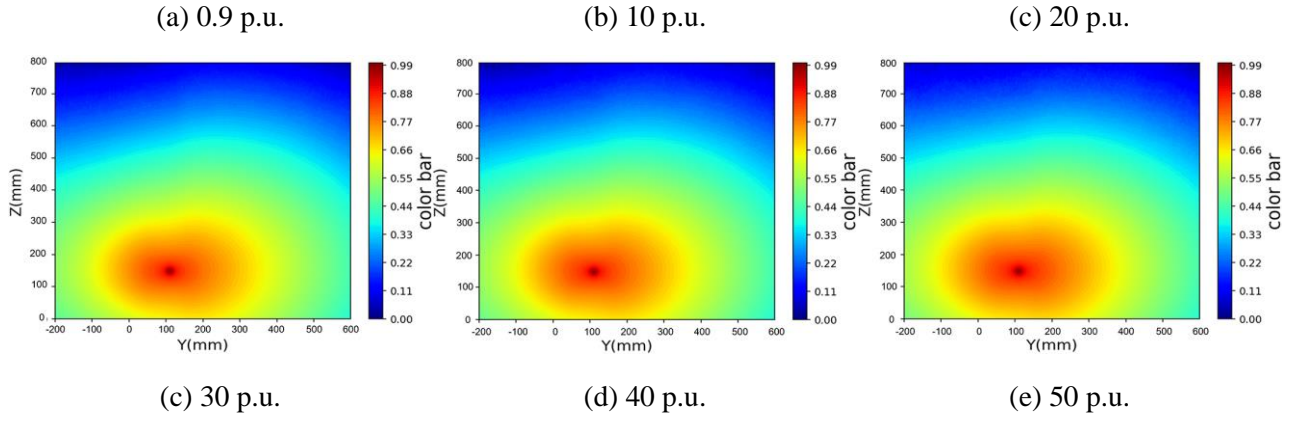 (a) 0.9 p.u. (b) 10 p.u. (c) 20 p.u.
800 0.99 800 0.99 800 0.99
700 0.88 700 0.88 700 0.88
600 0.77 600 0.77 600 0.77
500 0.66 500 0.66 500 0.66
Z(mm) 400 0.55 color bar Z(mm) 400 0.55 color bar Z(mm) 400 0.55 color bar
300 0.44 300 0.44 300 0.44
200 0.33 200 0.33 200 0.33
100 0.22 100 0.22 100 0.22
0 0.11 0 0.11 0 0.11
0.00 0.00 0.00
-200 -100 0 100 200 300 400 500 600 -200 -100 0 100 200 300 400 500 600 -200 -100 0 100 200 300 400 500 600
Y(mm) Y(mm) Y(mm)
(c) 30 p.u. (d) 40 p.u. (e) 50 p.u.